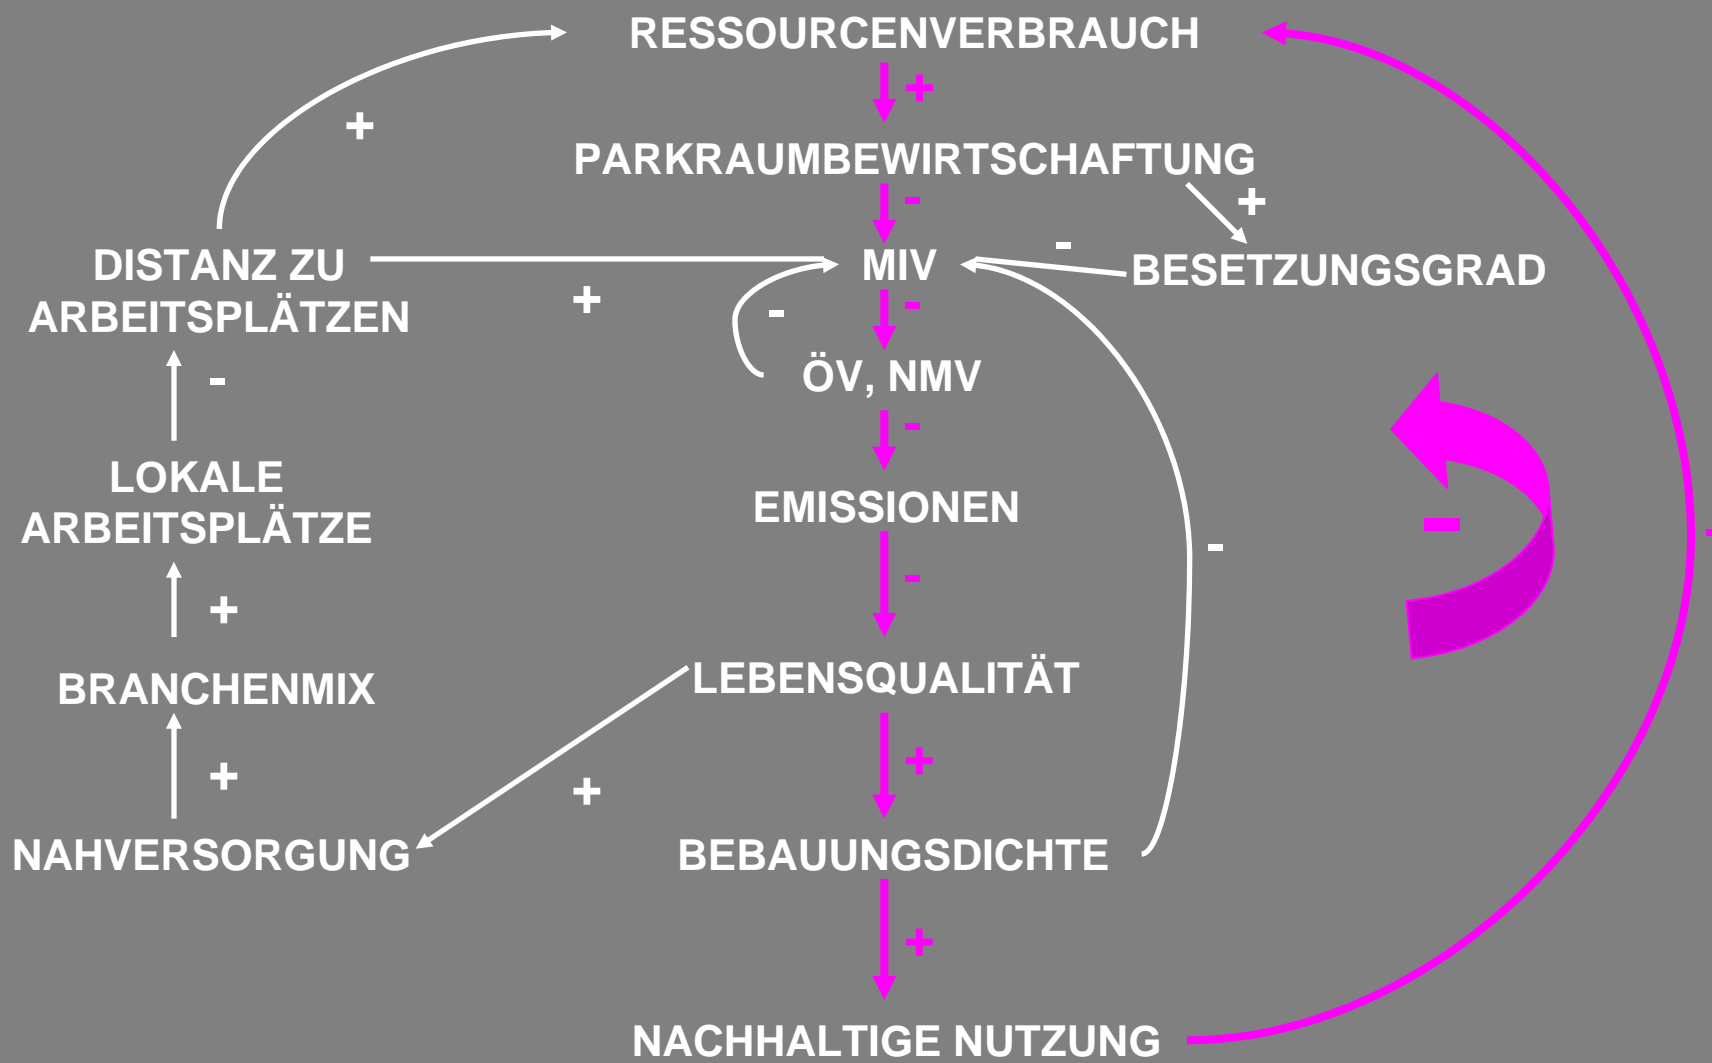 RESSOURCENVERBRAUCH
+
+
PARKRAUMBEWIRTSCHAFTUNG
-
+
DISTANZ ZU
ARBEITSPLÄTZEN
+
MIV
-
BESETZUNGSGRAD
-
-
ÖV, NMV
-
-
LOKALE
ARBEITSPLÄTZE
EMISSIONEN
-
-
-
-
+
BRANCHENMIX
LEBENSQUALITÄT
+
+
+
NAHVERSORGUNG
BEBAUUNGSDICHTE
+
NACHHALTIGE NUTZUNG